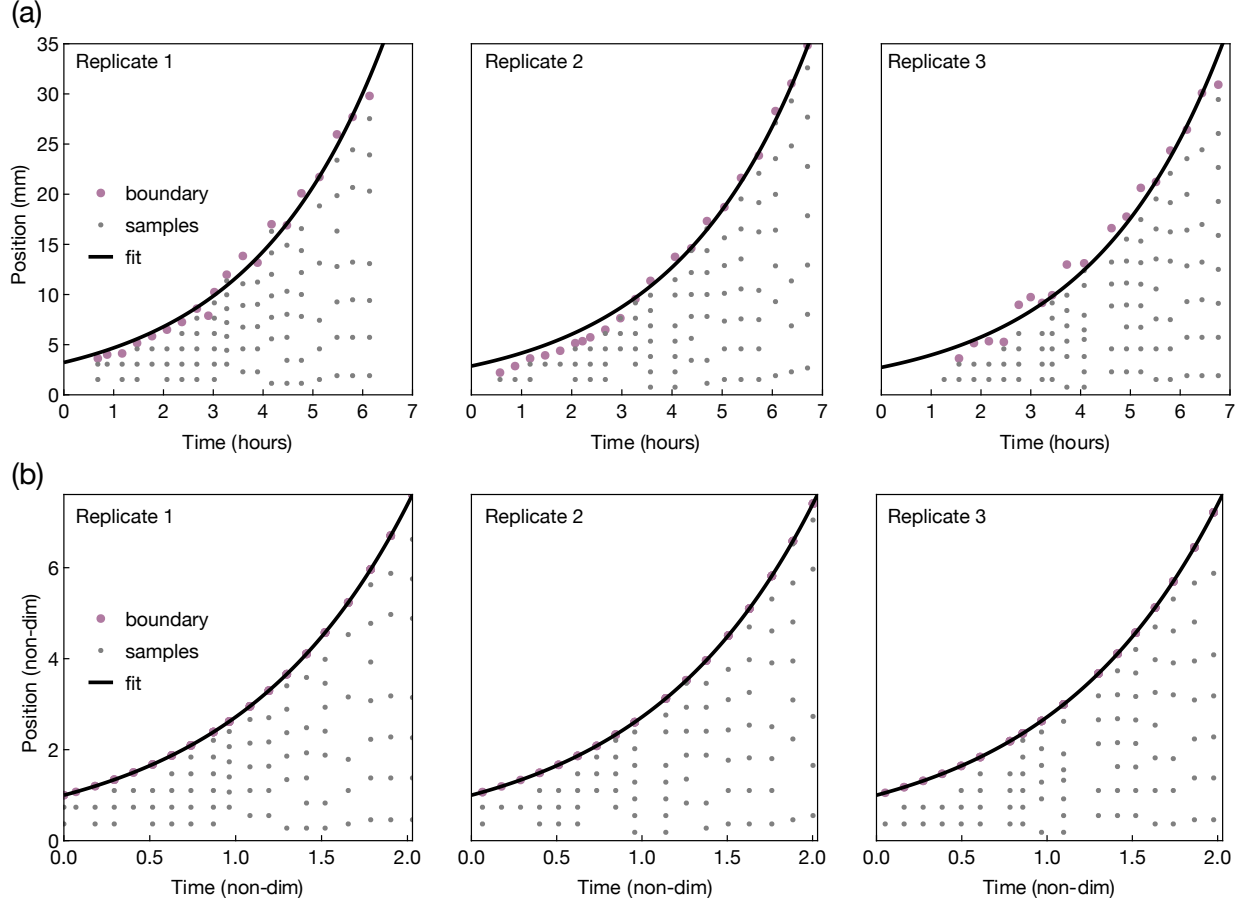 (a)
Replicate 1
Replicate 2
Replicate 3
35
30
25
20
15
10
5
0
Position (mm)
boundary
samples
fit
0 1 2 3 4 5 6 7
0 1 2 3 4 5 6 7
0 1 2 3 4 5 6 7
Time (hours)
Time (hours)
Time (hours)
(b)
Replicate 1
Replicate 2
Replicate 3
6
4
2
0
Position (non-dim)
boundary
samples
fit
0.0 0.5 1.0 1.5 2.0
0.0 0.5 1.0 1.5 2.0
0.0 0.5 1.0 1.5 2.0
Time (non-dim)
Time (non-dim)
Time (non-dim)